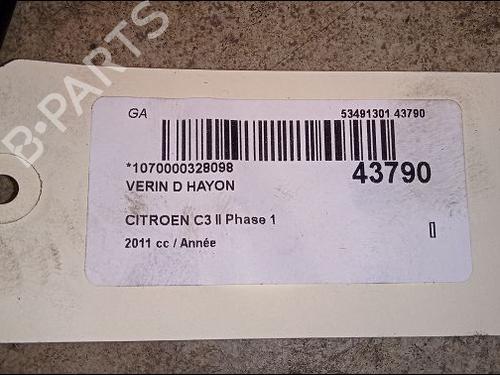 B-PARTS
GA 53491301 43790
*1070000328098 43790
VERIN D HAYON
CITROEN C3 II Phase 1
2011 cc / Année